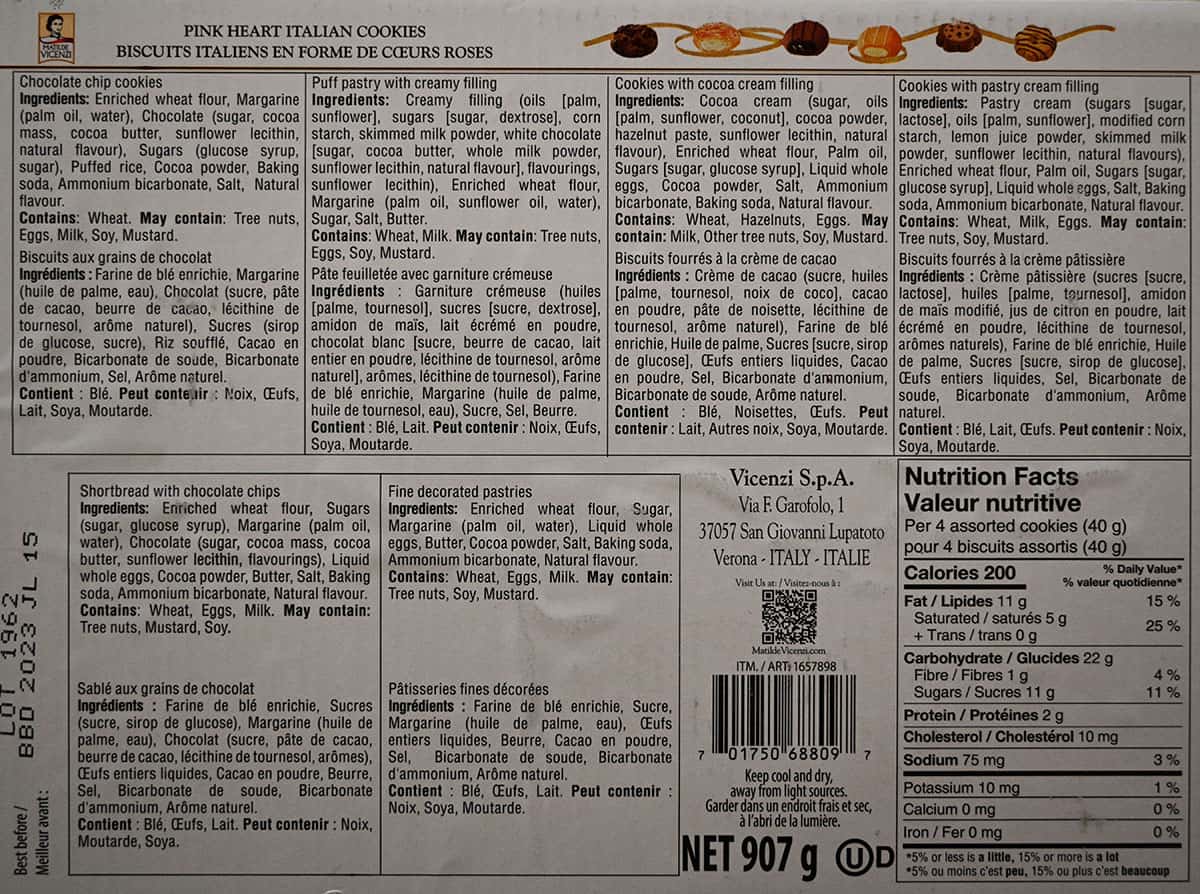 MATILDE
VICENZI
PINK HEART ITALIAN COOKIES
BISCUITS ITALIENS EN FORME DE CŒURS ROSES
Chocolate chip cookies
Ingredients: Enriched wheat flour, Margarine
(palm oil, water), Chocolate (sugar, cocoa
mass, cocoa butter, sunflower lecithin,
natural flavour), Sugars (glucose syrup,
sugar), Puffed rice, Cocoa powder, Baking
soda, Ammonium bicarbonate, Salt, Natural
flavour.
Contains: Wheat. May contain: Tree nuts,
Eggs, Milk, Soy, Mustard.
Biscuits aux grains de chocolat
Ingrédients : Farine de blé enrichie, Margarine
(huile de palme, eau), Chocolat (sucre, pâte
de cacao, beurre de cacao, lécithine de
tournesol, arôme naturel), Sucres (sirop
de glucose, sucre), Riz soufflé, Cacao en
poudre, Bicarbonate de soude, Bicarbonate
d'ammonium, Sel, Arôme naturel.
Contient : Blé. Peut contenir : Noix, Œufs,
Lait, Soya, Moutarde.
Puff pastry with creamy filling
Ingredients: Creamy filling (oils [palm,
sunflower], sugars [sugar, dextrose], corn
starch, skimmed milk powder, white chocolate
[sugar, cocoa butter, whole milk powder,
sunflower lecithin, natural flavour], flavourings,
sunflower lecithin), Enriched wheat flour,
Margarine (palm oil, sunflower oil, water),
Sugar, Salt, Butter.
Contains: Wheat, Milk. May contain: Tree nuts,
Eggs, Soy, Mustard.
Pâte feuilletée avec garniture crémeuse
Ingrédients : Garniture crémeuse (huiles
[palme, tournesol], sucres [sucre, dextrose],
amidon de maïs, lait écrémé en poudre,
chocolat blanc [sucre, beurre de cacao, lait
entier en poudre, lécithine de tournesol, arôme
naturel], arômes, lécithine de tournesol), Farine
de blé enrichie, Margarine (huile de palme,
huile de tournesol, eau), Sucre, Sel, Beurre.
Contient : Blé, Lait. Peut contenir : Noix, Œufs,
Soya, Moutarde.
Cookies with cocoa cream filling
Ingredients: Cocoa cream (sugar, oils
[palm, sunflower, coconut], cocoa powder,
hazelnut paste, sunflower lecithin, natural
flavour), Enriched wheat flour, Palm oil,
Sugars [sugar, glucose syrup], Liquid whole
eggs, Cocoa powder, Salt, Ammonium
bicarbonate, Baking soda, Natural flavour.
Contains: Wheat, Hazelnuts, Eggs. May
contain: Milk, Other tree nuts, Soy, Mustard.
Biscuits fourrés à la crème de cacao
Ingrédients : Crème de cacao (sucre, huiles
[palme, tournesol, noix de coco], cacao
en poudre, pâte de noisette, lécithine de
tournesol, arôme naturel), Farine de blé
enrichie, Huile de palme, Sucres [sucre, sirop
de glucose], Œufs entiers liquides, Cacao
en poudre, Sel, Bicarbonate d'ammonium,
Bicarbonate de soude, Arôme naturel.
Contient : Blé, Noisettes, Œufs. Peut
contenir : Lait, Autres noix, Soya, Moutarde.
Cookies with pastry cream filling
Ingredients: Pastry cream (sugars [sugar,
lactose], oils [palm, sunflower], modified corn
starch, lemon juice powder, skimmed milk
powder, sunflower lecithin, natural flavours),
Enriched wheat flour, Palm oil, Sugars [sugar,
glucose syrup], Liquid whole eggs, Salt, Baking
soda, Ammonium bicarbonate, Natural flavour.
Contains: Wheat, Milk, Eggs. May contain:
Tree nuts, Soy, Mustard.
Biscuits fourrés à la crème pâtissière
Ingrédients : Crème pâtissière (sucres [sucre,
lactose], huiles [palme, tournesol], amidon
de maïs modifié, jus de citron en poudre, lait
écrémé en poudre, lécithine de tournesol,
arômes naturels), Farine de blé enrichie, Huile
de palme, Sucres [sucre, sirop de glucose],
Œufs entiers liquides, Sel, Bicarbonate de
soude, Bicarbonate d'ammonium, Arôme
naturel.
Contient : Blé, Lait, Œufs. Peut contenir : Noix,
Soya, Moutarde.
Best before /
Meilleur avant :
LOT 1962
BBD 2023 JL 15
Shortbread with chocolate chips
Ingredients: Enriched wheat flour, Sugars
(sugar, glucose syrup), Margarine (palm oil,
water), Chocolate (sugar, cocoa mass, cocoa
butter, sunflower lecithin, flavourings), Liquid
whole eggs, Cocoa powder, Butter, Salt, Baking
soda, Ammonium bicarbonate, Natural flavour.
Contains: Wheat, Eggs, Milk. May contain:
Tree nuts, Mustard, Soy.
Sablé aux grains de chocolat
Ingrédients : Farine de blé enrichie, Sucres
(sucre, sirop de glucose), Margarine (huile de
palme, eau), Chocolat (sucre, pâte de cacao,
beurre de cacao, lécithine de tournesol, arômes),
Œufs entiers liquides, Cacao en poudre, Beurre,
Sel, Bicarbonate de soude, Bicarbonate
d'ammonium, Arôme naturel.
Contient : Blé, Œufs, Lait. Peut contenir : Noix,
Moutarde, Soya.
Fine decorated pastries
Ingredients: Enriched wheat flour, Sugar,
Margarine (palm oil, water), Liquid whole
eggs, Butter, Cocoa powder, Salt, Baking soda,
Ammonium bicarbonate, Natural flavour.
Contains: Wheat, Eggs, Milk. May contain:
Tree nuts, Soy, Mustard.
Pâtisseries fines décorées
Ingrédients : Farine de blé enrichie, Sucre,
Margarine (huile de palme, eau), Œufs
entiers liquides, Beurre, Cacao en poudre,
Sel, Bicarbonate de soude, Bicarbonate
d'ammonium, Arôme naturel.
Contient : Blé, Œufs, Lait. Peut contenir :
Noix, Soya, Moutarde.
Vicenzi S.p.A.
Via F. Garofolo, 1
37057 San Giovanni Lupatoto
Verona - ITALY - ITALIE
Visit Us at: / Visitez-nous à :
MatildeVicenzi.com
ITM. / ART: 1657898
7 01750 68809 7
Keep cool and dry,
away from light sources.
Garder dans un endroit frais et sec,
à l'abri de la lumière.
NET 907 g U D
Nutrition Facts
Valeur nutritive
Per 4 assorted cookies (40 g)
pour 4 biscuits assortis (40 g)
Calories 200 % Daily Value*
% valeur quotidienne*
Fat / Lipides 11 g 15 %
Saturated / saturés 5 g
+ Trans / trans 0 g 25 %
Carbohydrate / Glucides 22 g
Fibre / Fibres 1 g 4 %
Sugars / Sucres 11 g 11 %
Protein / Protéines 2 g
Cholesterol / Cholestérol 10 mg
Sodium 75 mg 3 %
Potassium 10 mg 1 %
Calcium 0 mg 0 %
Iron / Fer 0 mg 0 %
*5% or less is a little, 15% or more is a lot
*5% ou moins c'est peu, 15% ou plus c'est beaucoup